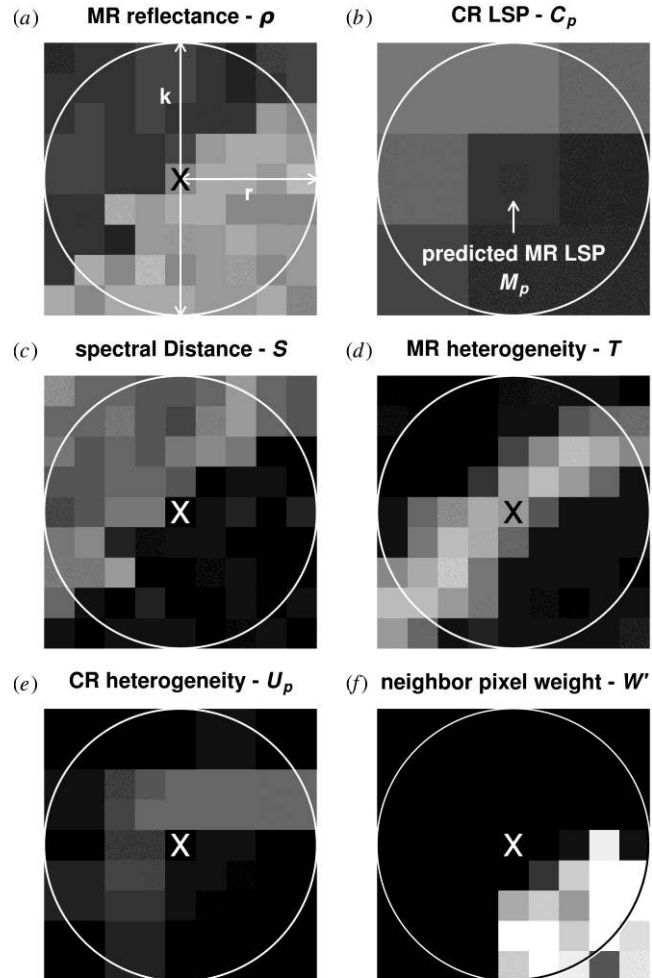 (a) MR reflectance - ρ
k
X
r
(b) CR LSP - Cₚ
predicted MR LSP
Mₚ
(c) spectral Distance - S
X
(d) MR heterogeneity - T
X
(e) CR heterogeneity - Uₚ
X
(f) neighbor pixel weight - W'
X